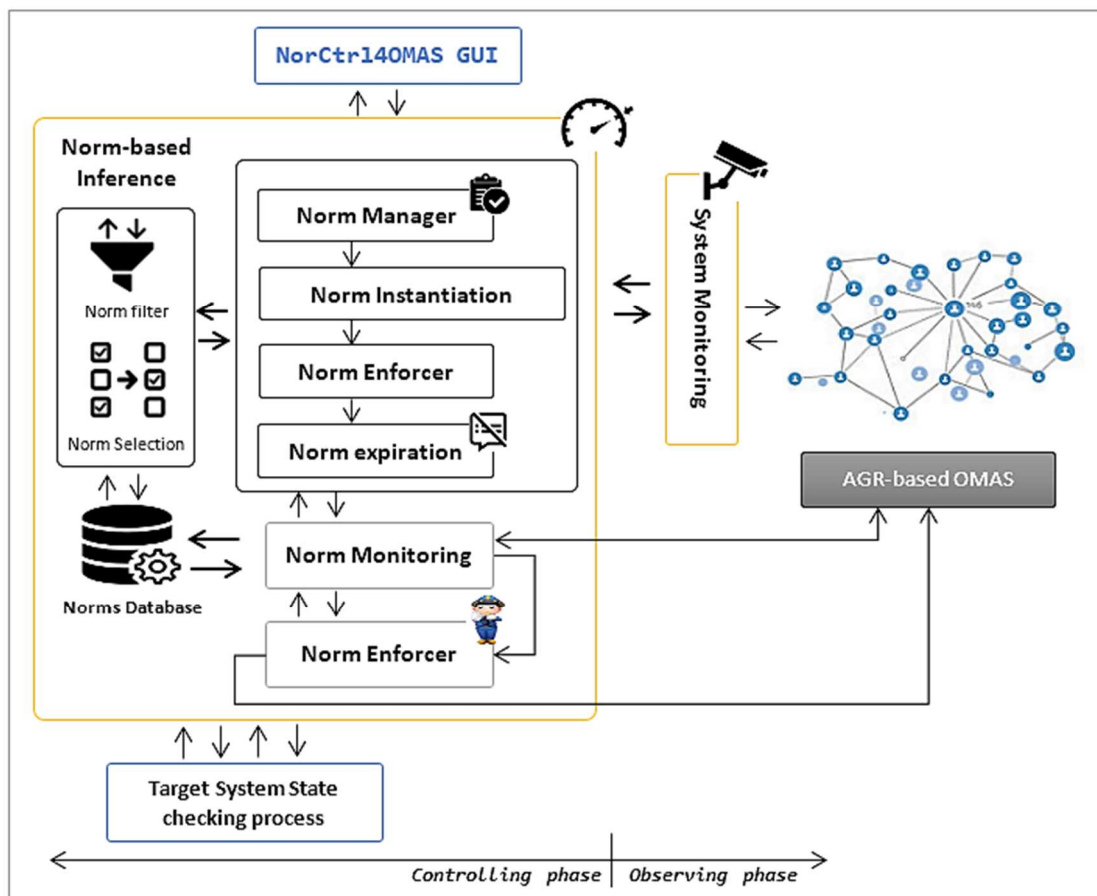 NorCtrl4OMAS GUI
Norm-based
Inference
Norm filter
Norm Selection
Norms Database
Norm Manager
Norm Instantiation
Norm Enforcer
Norm expiration
Norm Monitoring
Norm Enforcer
System Monitoring
AGR-based OMAS
Target System State
checking process
Controlling phase
Observing phase